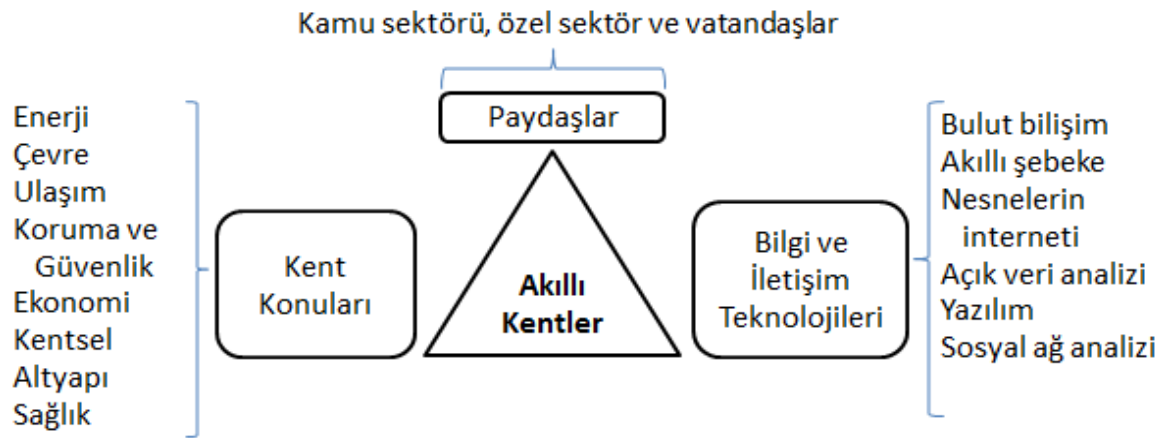 Kamu sektörü, özel sektör ve vatandaşlar
Paydaşlar
Enerji
Çevre
Ulaşım
Koruma ve
Güvenlik
Ekonomi
Kentsel
Altyapı
Sağlık
Kent
Konuları
Akıllı
Kentler
Bilgi ve
İletişim
Teknolojileri
Bulut bilişim
Akıllı şebeke
Nesnelerin
interneti
Açık veri analizi
Yazılım
Sosyal ağ analizi